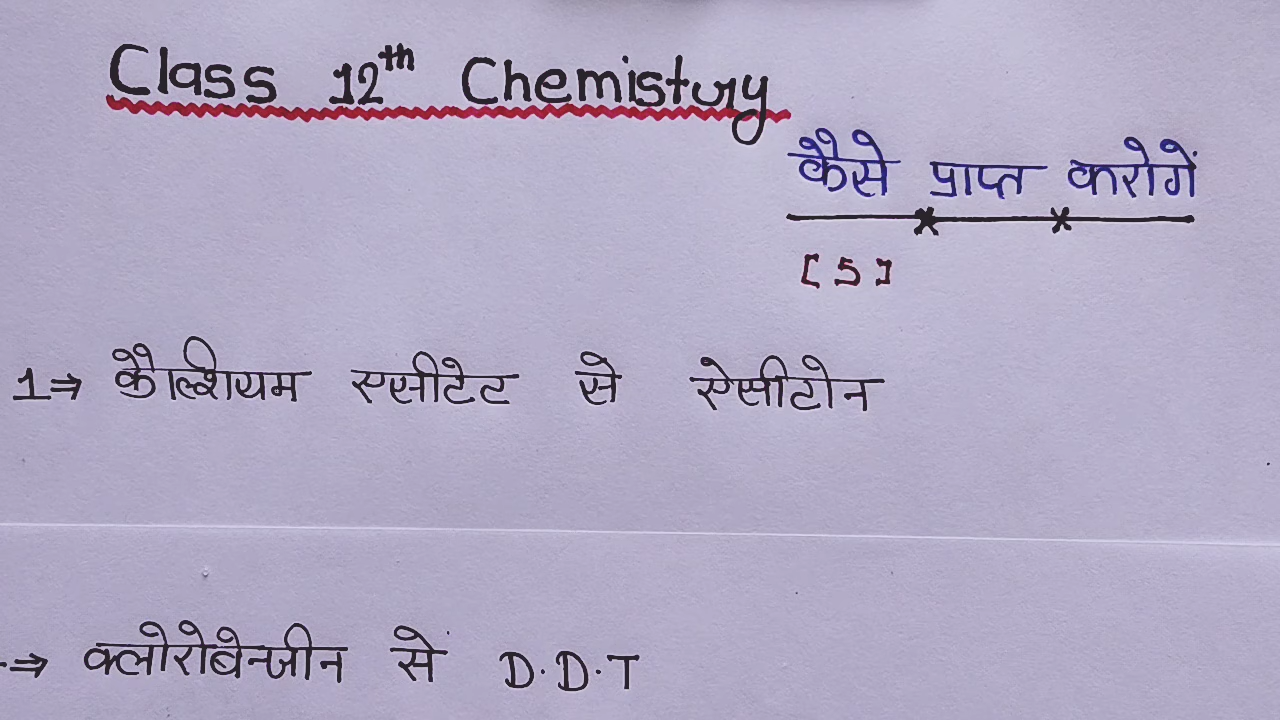 Class 12th Chemistry
कैसे प्राप्त करोगें
[5]
1⇒ कैल्शियम एसीटेट से ऐसीटोन
⇒ क्लोरोबेन्जीन से D.D.T